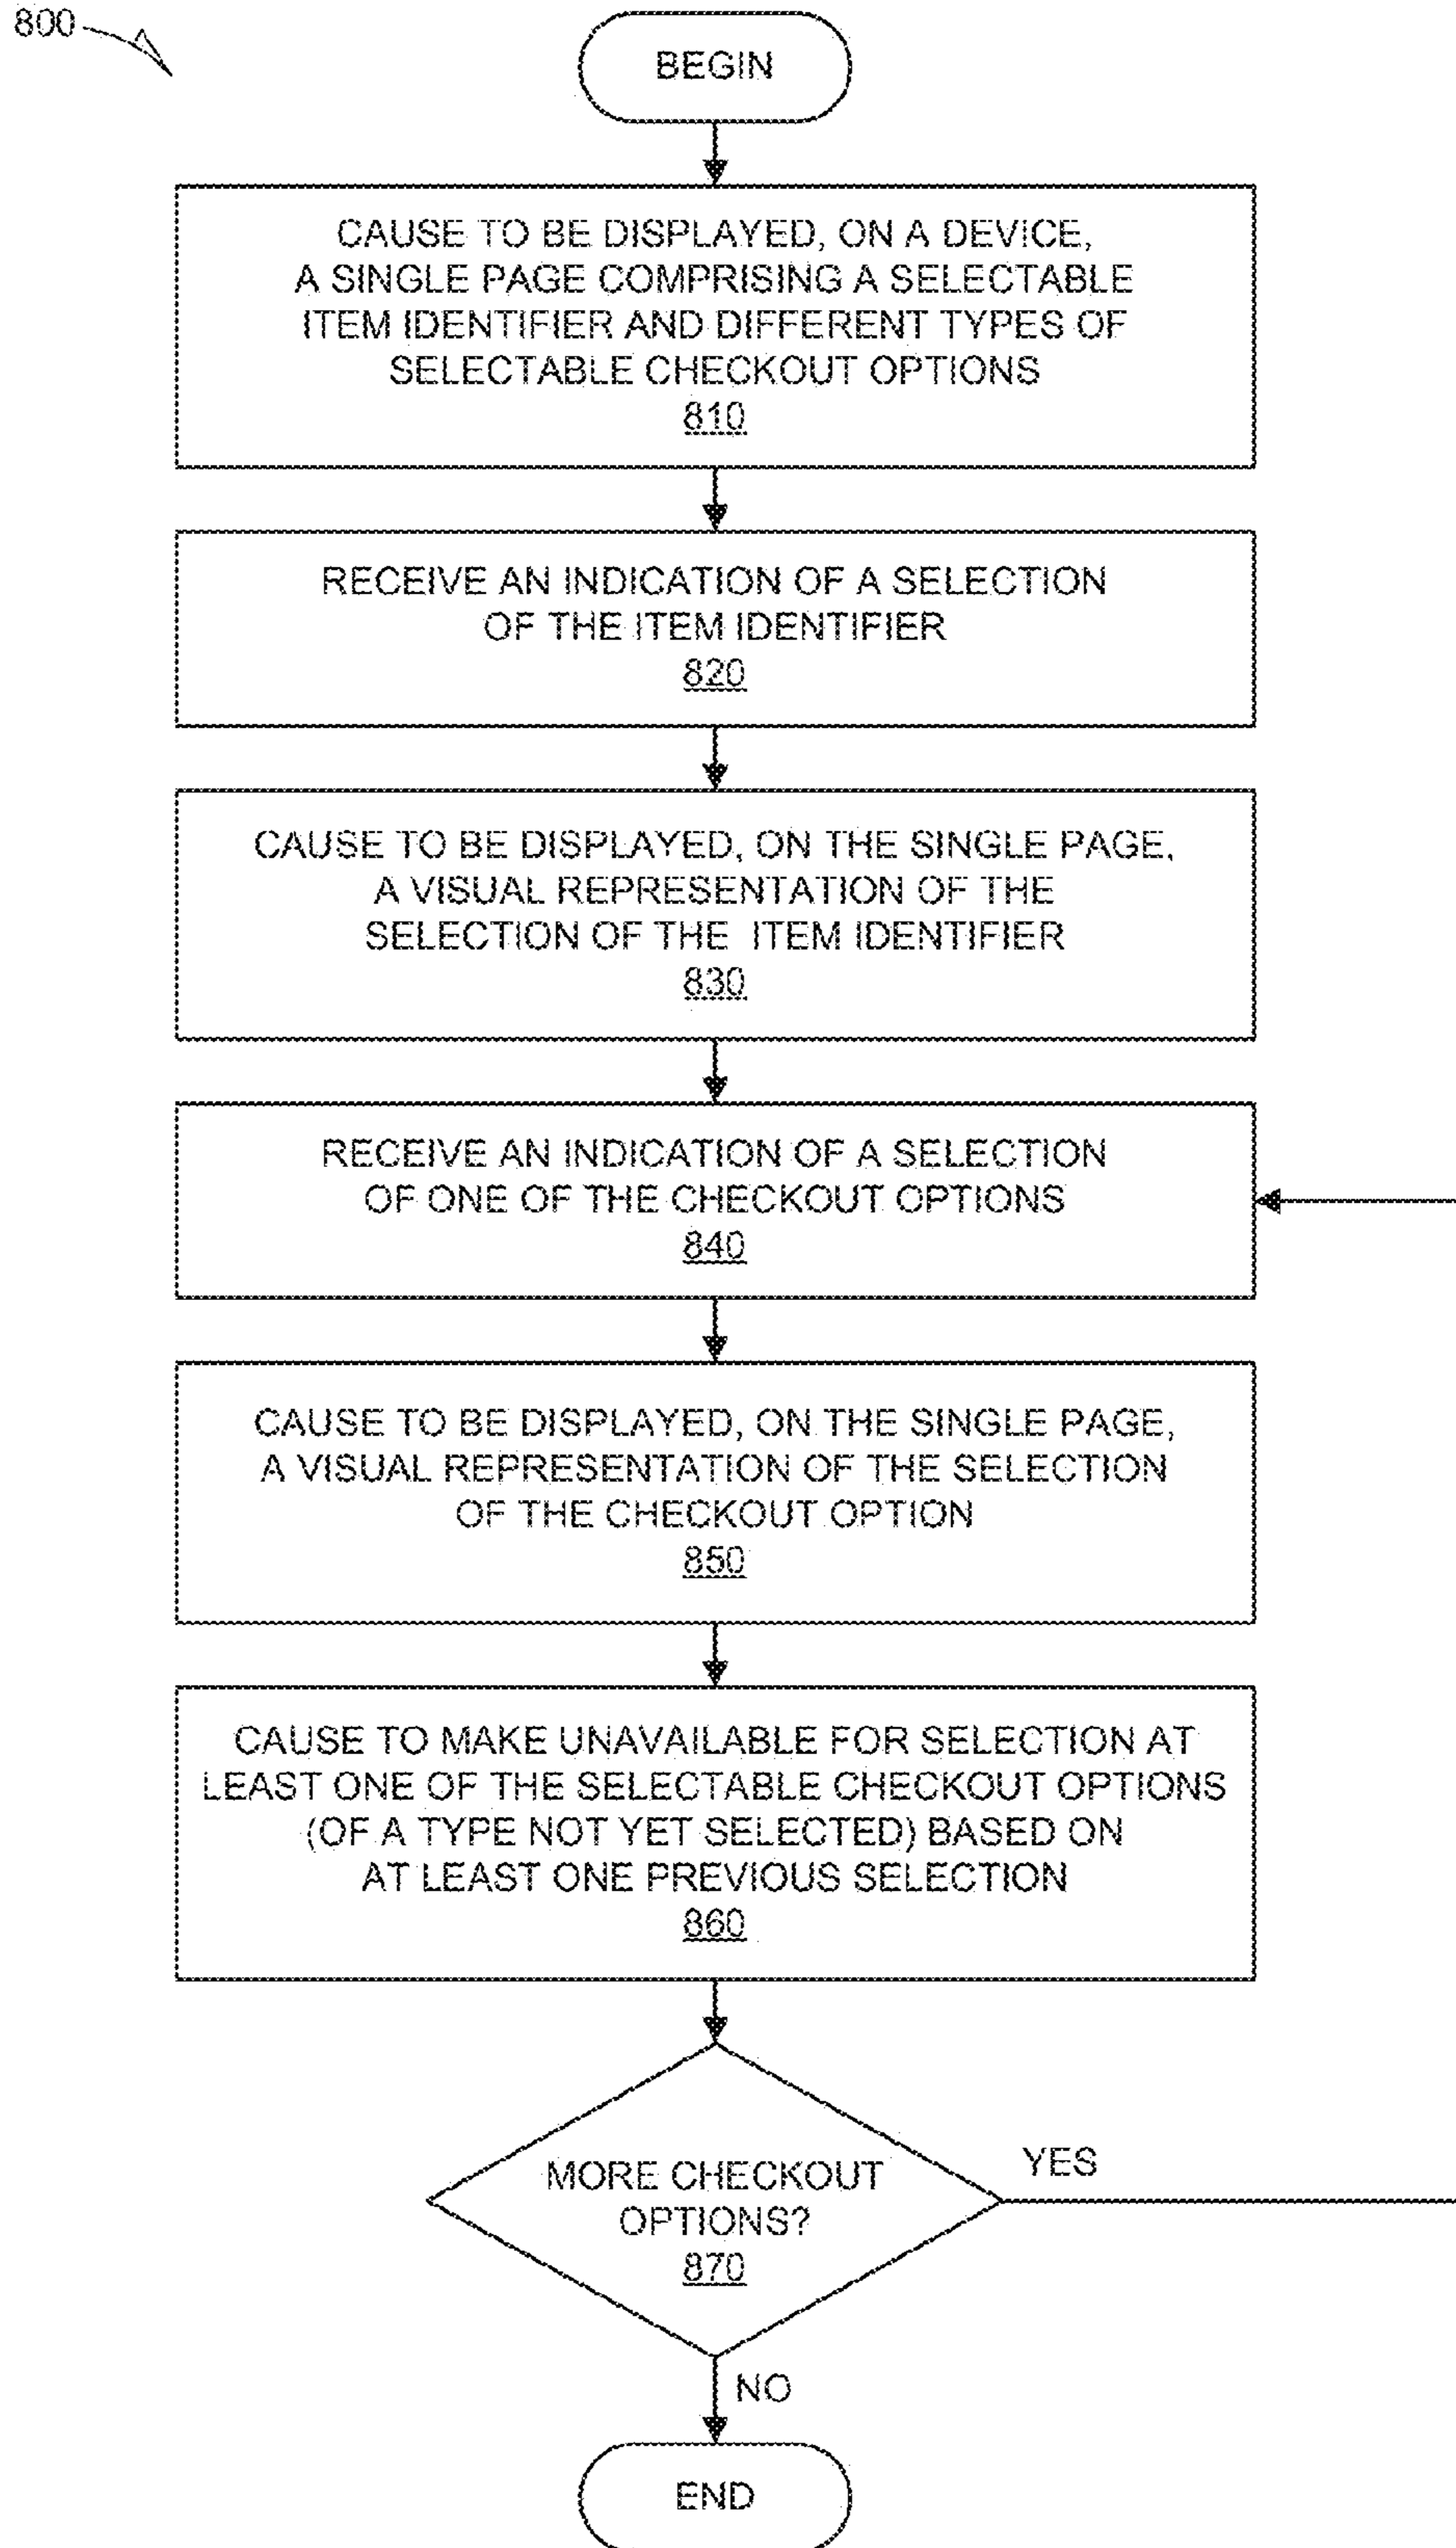 800
BEGIN
CAUSE TO BE DISPLAYED, ON A DEVICE,
A SINGLE PAGE COMPRISING A SELECTABLE
ITEM IDENTIFIER AND DIFFERENT TYPES OF
SELECTABLE CHECKOUT OPTIONS
810
RECEIVE AN INDICATION OF A SELECTION
OF THE ITEM IDENTIFIER
820
CAUSE TO BE DISPLAYED, ON THE SINGLE PAGE,
A VISUAL REPRESENTATION OF THE
SELECTION OF THE ITEM IDENTIFIER
830
RECEIVE AN INDICATION OF A SELECTION
OF ONE OF THE CHECKOUT OPTIONS
840
CAUSE TO BE DISPLAYED, ON THE SINGLE PAGE,
A VISUAL REPRESENTATION OF THE SELECTION
OF THE CHECKOUT OPTION
850
CAUSE TO MAKE UNAVAILABLE FOR SELECTION AT
LEAST ONE OF THE SELECTABLE CHECKOUT OPTIONS
(OF A TYPE NOT YET SELECTED) BASED ON
AT LEAST ONE PREVIOUS SELECTION
860
MORE CHECKOUT
OPTIONS?
870
YES
NO
END